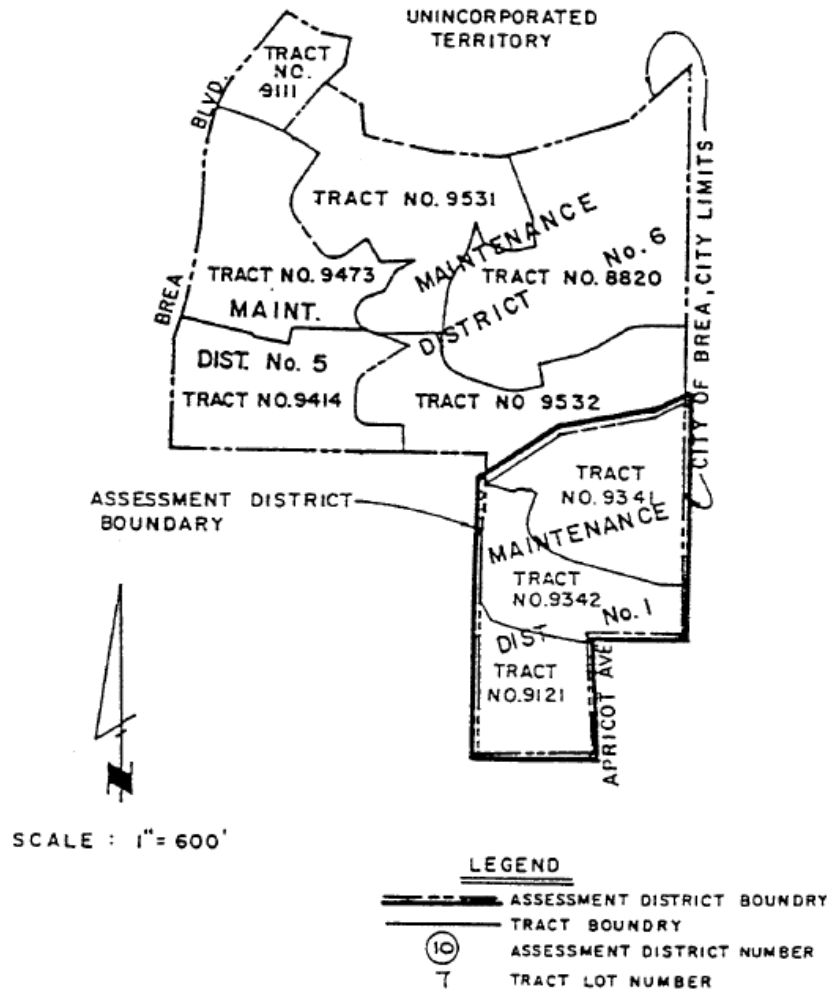 UNINCORPORATED
TERRITORY
TRACT
NO.
9111
BREA BLVD.
CITY OF BREA, CITY LIMITS
TRACT NO. 9531
MAINTENANCE
DISTRICT No. 6
TRACT NO. 9473
TRACT NO. 8820
MAINT.
DIST. No. 5
TRACT NO. 9414
TRACT NO 9532
ASSESSMENT DISTRICT
BOUNDARY
TRACT
NO. 9341
MAINTENANCE
TRACT
NO. 9342
DIST No. 1
TRACT
NO. 9121
APRICOT AVE
SCALE : 1"= 600'
LEGEND
ASSESSMENT DISTRICT BOUNDRY
TRACT BOUNDRY
10 ASSESSMENT DISTRICT NUMBER
7 TRACT LOT NUMBER